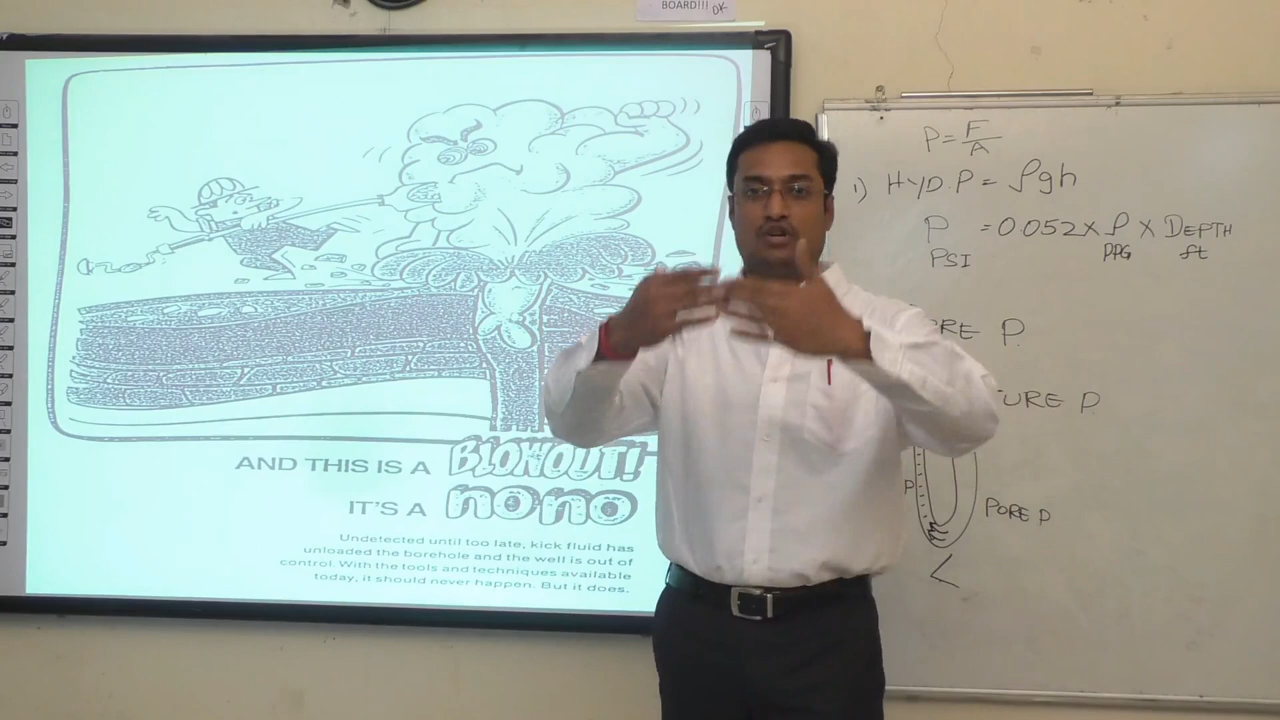 BOARD!!! OK
AND THIS IS A BLOWOUT!
IT'S A NO NO
Undetected until too late, kick fluid has
unloaded the borehole and the well is out of
control. With the tools and techniques available
today, it should never happen. But it does.
P = F/A
1) HYD. P = ρgh
P = 0.052 × ρ × DEPTH
PSI PPG ft
RE P.
TURE P.
P
PORE P
<